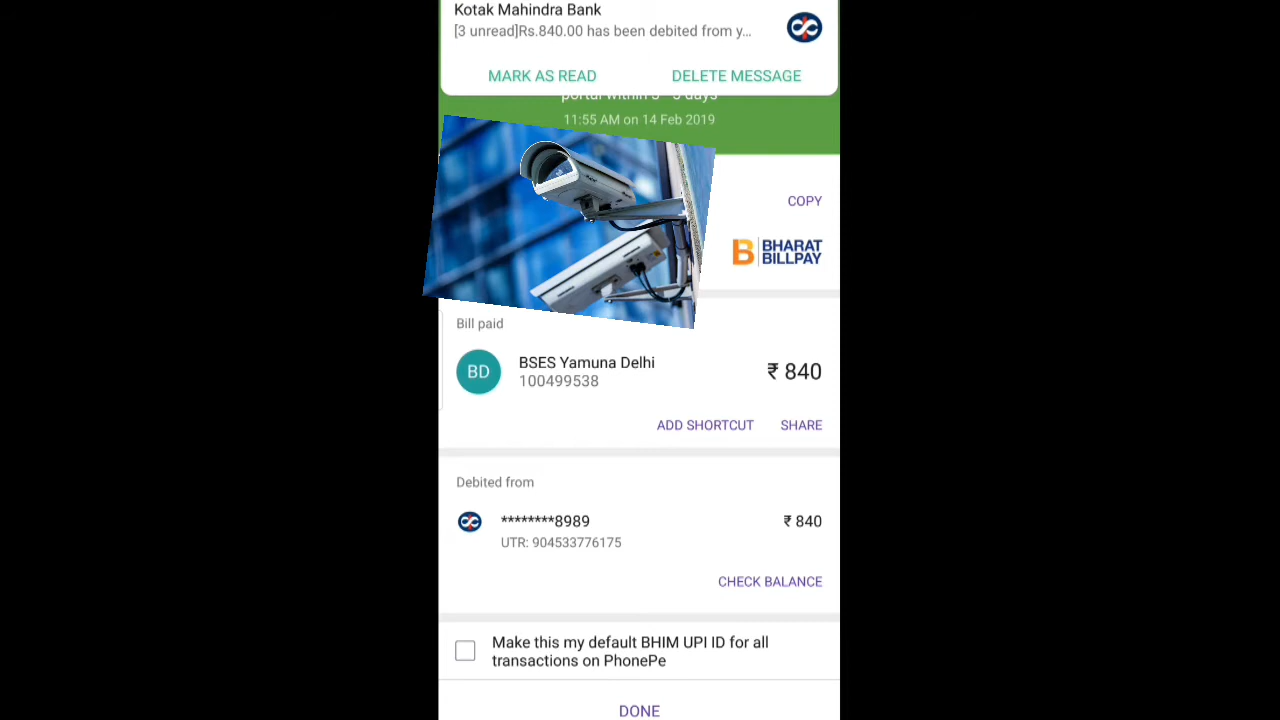 Kotak Mahindra Bank
[3 unread]Rs.840.00 has been debited from y...
MARK AS READ DELETE MESSAGE
portal within 3 - 5 days
11:55 AM on 14 Feb 2019
COPY
BHARAT
BILLPAY
Bill paid
BD
BSES Yamuna Delhi
100499538
₹ 840
ADD SHORTCUT SHARE
Debited from
********8989
₹ 840
UTR: 904533776175
CHECK BALANCE
Make this my default BHIM UPI ID for all
transactions on PhonePe
DONE